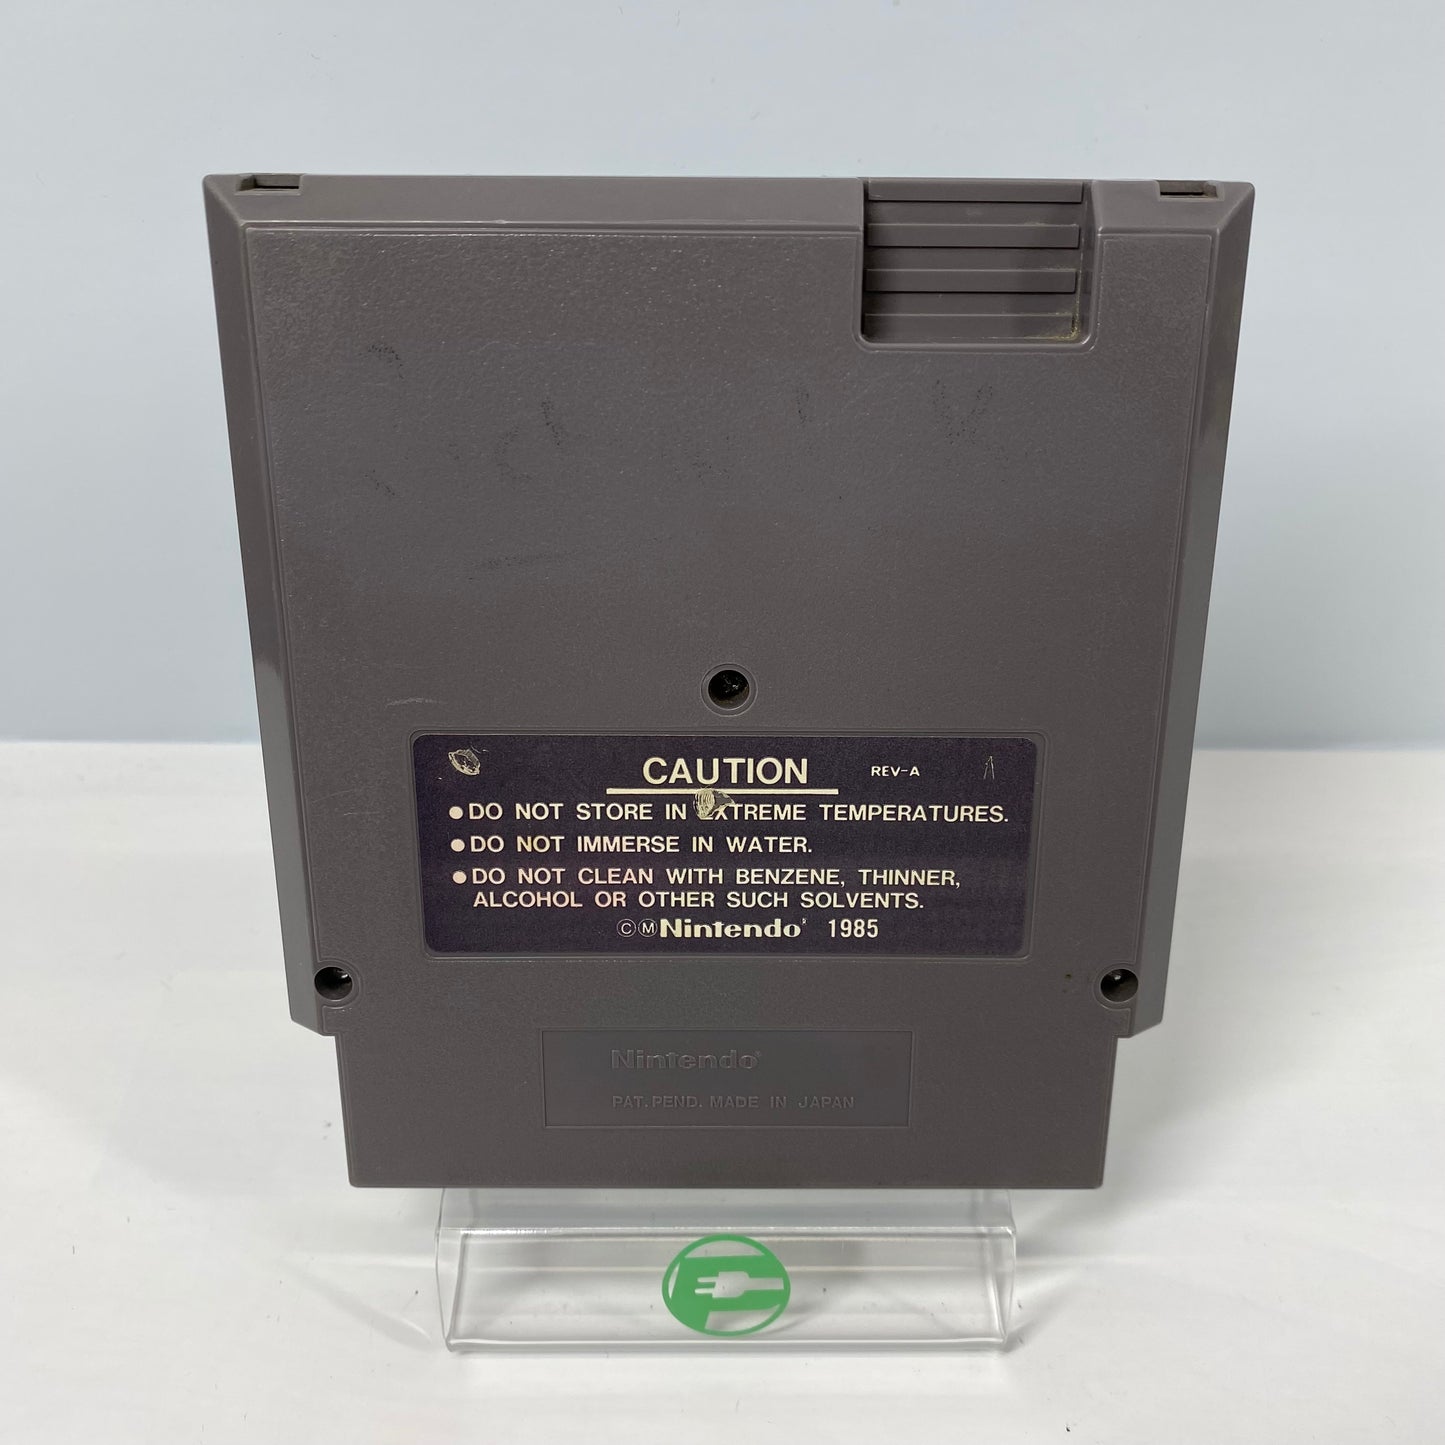 CAUTION REV-A A
●DO NOT STORE IN EXTREME TEMPERATURES.
●DO NOT IMMERSE IN WATER.
●DO NOT CLEAN WITH BENZENE, THINNER,
ALCOHOL OR OTHER SUCH SOLVENTS.
©ⓂNintendo® 1985
Nintendo®
PAT. PEND. MADE IN JAPAN